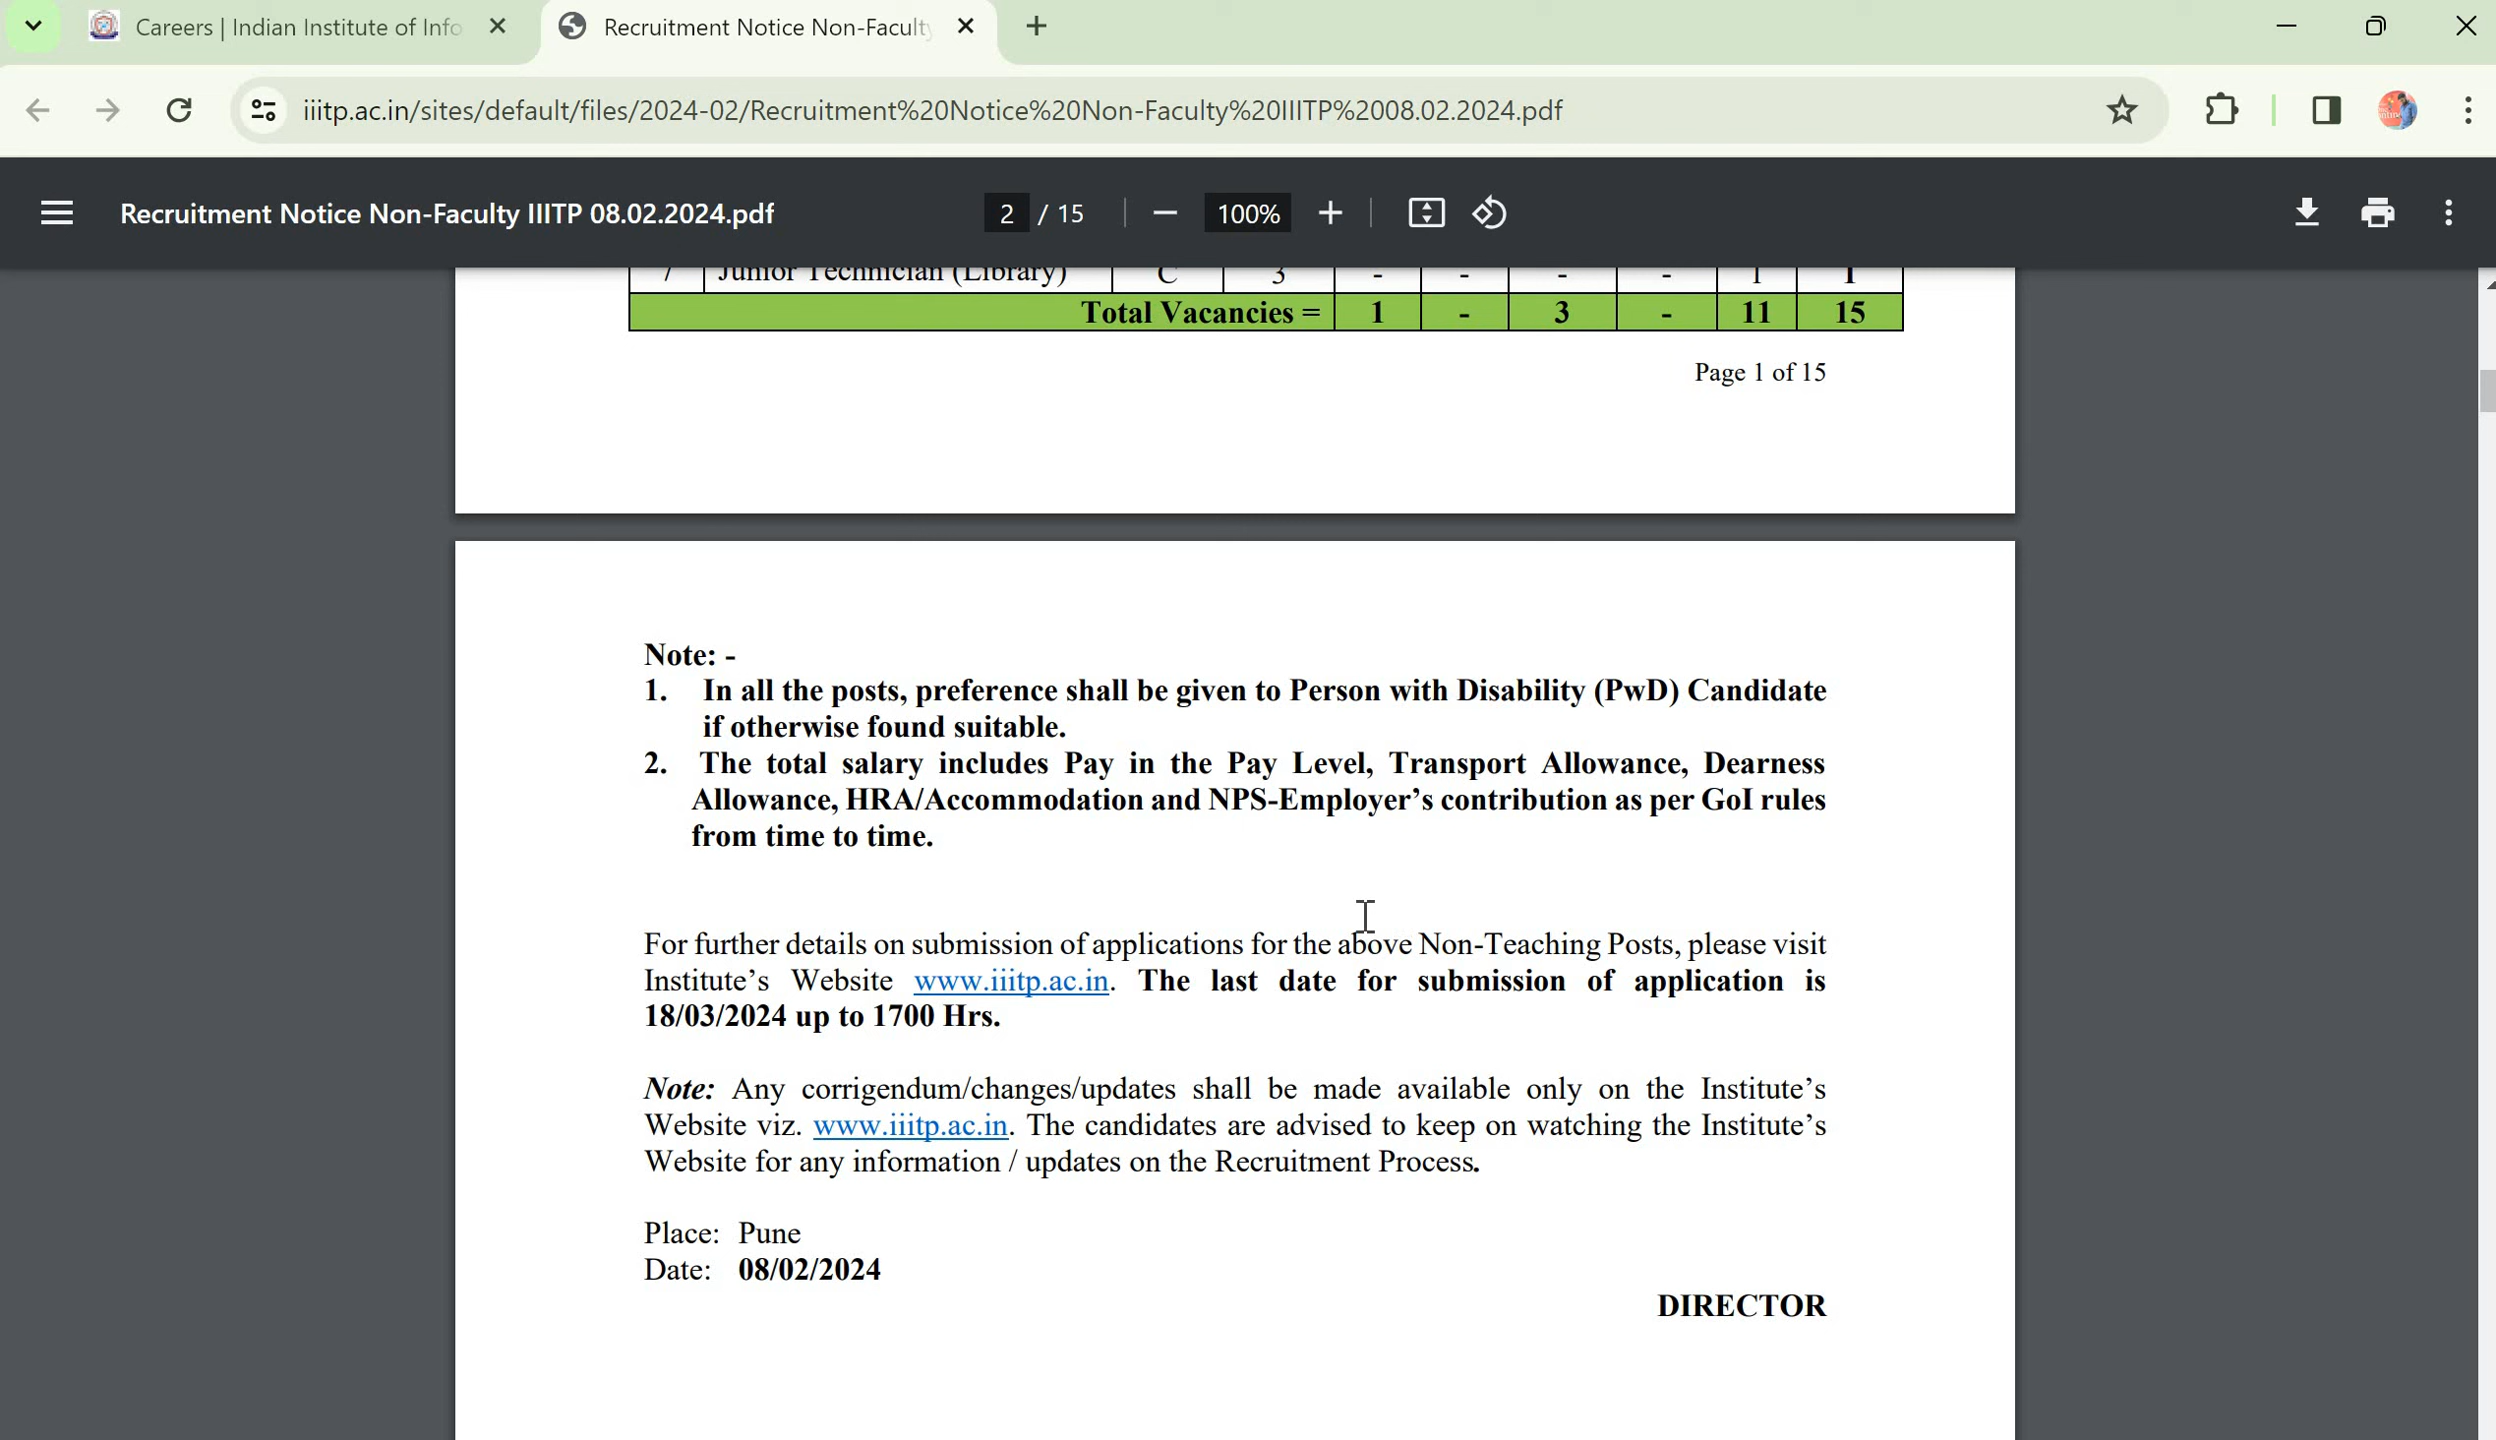 Careers | Indian Institute of Info
Recruitment Notice Non-Facult
iiitp.ac.in/sites/default/files/2024-02/Recruitment%20Notice%20Non-Faculty%20IIITP%2008.02.2024.pdf
Recruitment Notice Non-Faculty IIITP 08.02.2024.pdf
2 / 15
100%
7 Junior Technician (Library) C 3 - - - - 1 1
Total Vacancies = 1 - 3 - 11 15
Page 1 of 15
Note: -
1. In all the posts, preference shall be given to Person with Disability (PwD) Candidate
if otherwise found suitable.
2. The total salary includes Pay in the Pay Level, Transport Allowance, Dearness
Allowance, HRA/Accommodation and NPS-Employer’s contribution as per GoI rules
from time to time.
For further details on submission of applications for the above Non-Teaching Posts, please visit
Institute’s Website www.iiitp.ac.in. The last date for submission of application is
18/03/2024 up to 1700 Hrs.
Note: Any corrigendum/changes/updates shall be made available only on the Institute’s
Website viz. www.iiitp.ac.in. The candidates are advised to keep on watching the Institute’s
Website for any information / updates on the Recruitment Process.
Place: Pune
Date: 08/02/2024
DIRECTOR